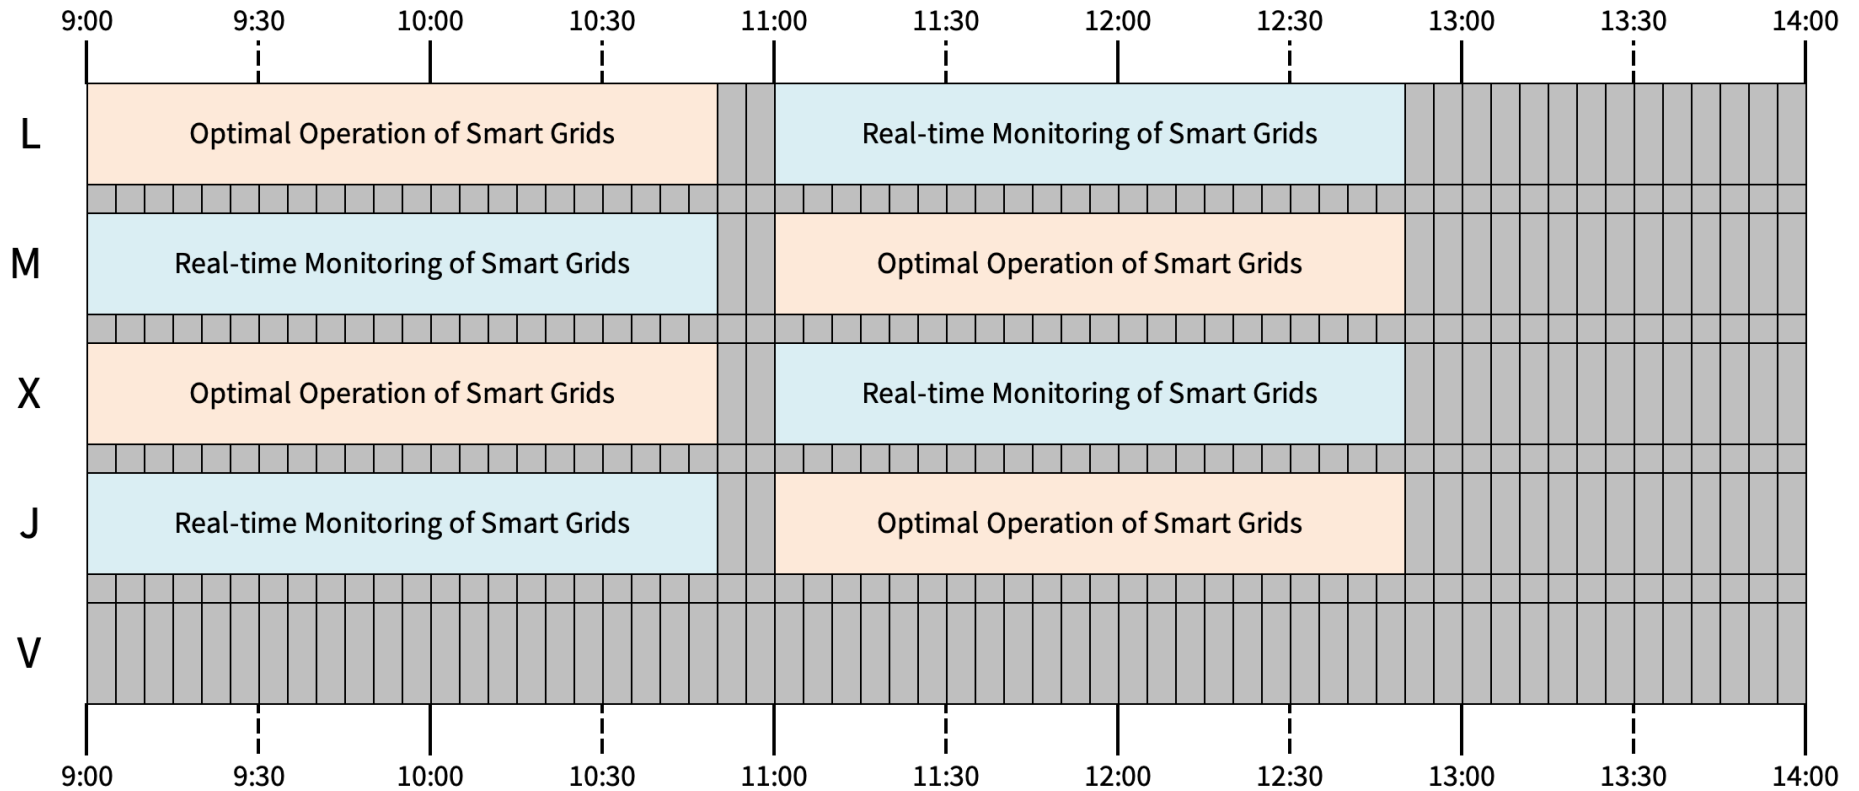 9:00 9:30 10:00 10:30 11:00 11:30 12:00 12:30 13:00 13:30 14:00
L Optimal Operation of Smart Grids Real-time Monitoring of Smart Grids
M Real-time Monitoring of Smart Grids Optimal Operation of Smart Grids
X Optimal Operation of Smart Grids Real-time Monitoring of Smart Grids
J Real-time Monitoring of Smart Grids Optimal Operation of Smart Grids
V
9:00 9:30 10:00 10:30 11:00 11:30 12:00 12:30 13:00 13:30 14:00